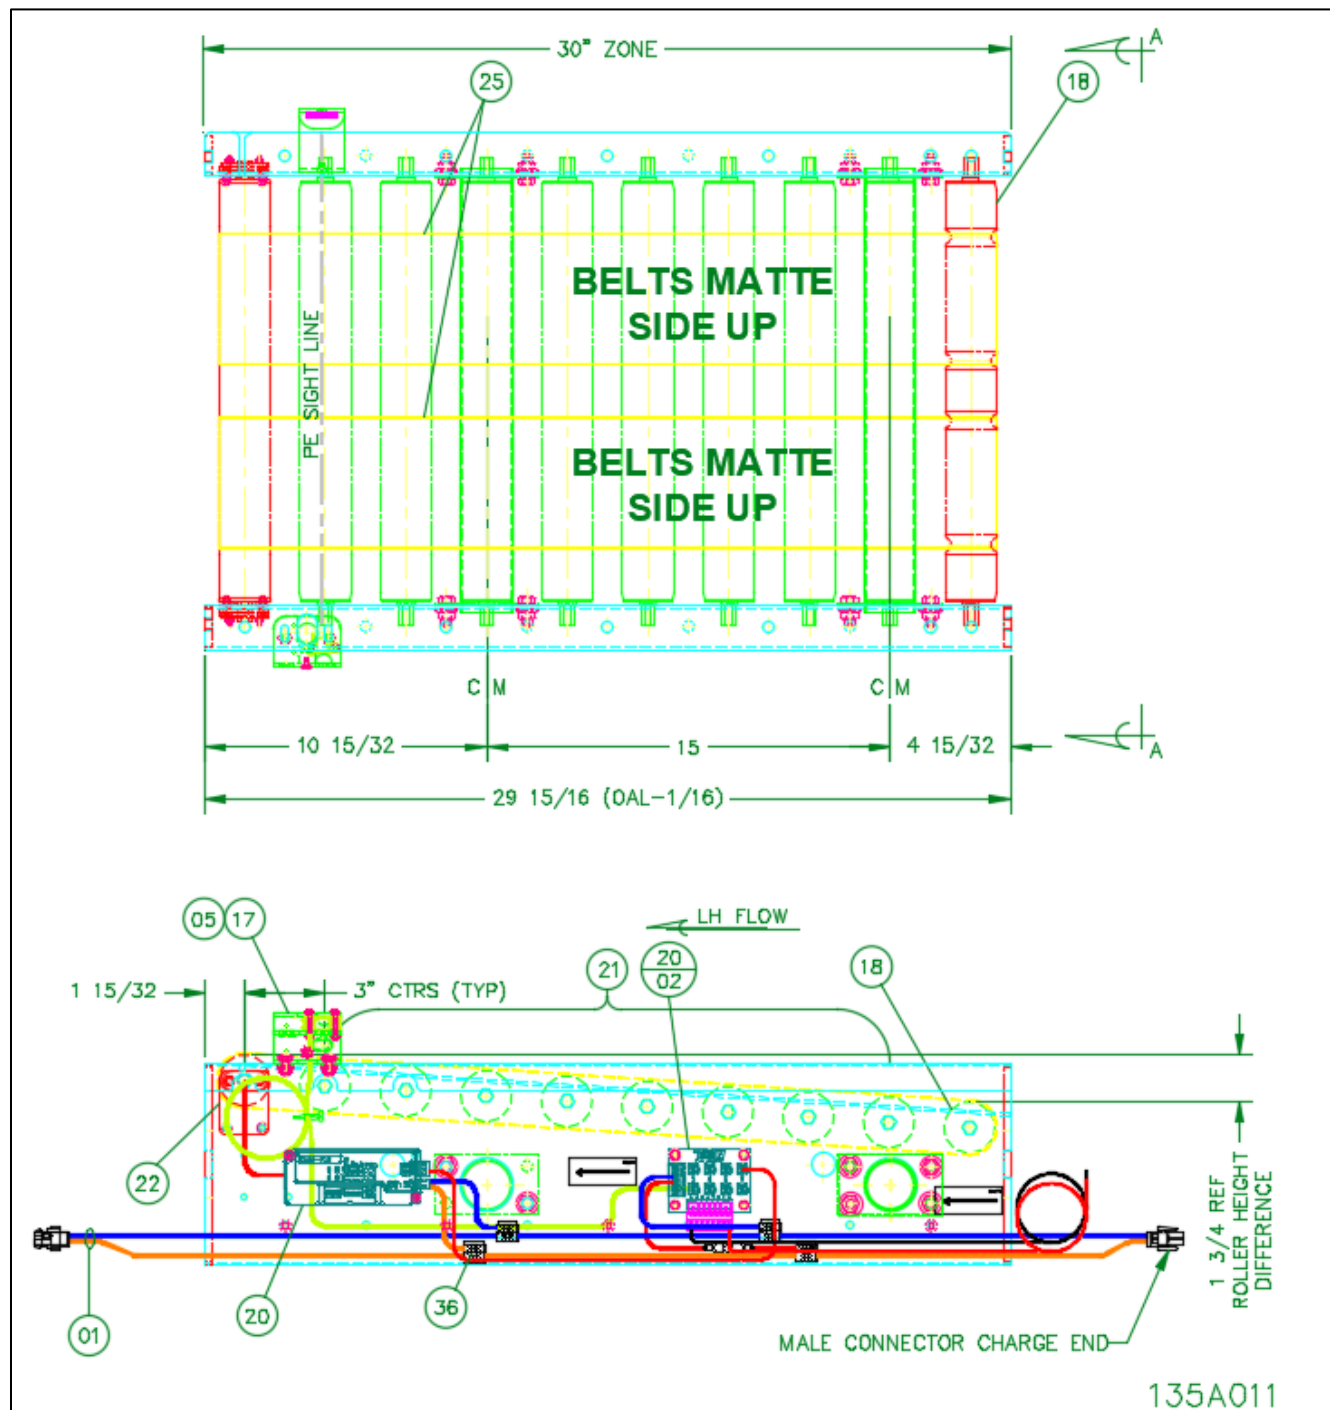 30" ZONE
A
25
18
BELTS MATTE
SIDE UP
PE SIGHT LINE
BELTS MATTE
SIDE UP
C M
C M
10 15/32
15
4 15/32
A
29 15/16 (OAL-1/16)
05
17
LH FLOW
20
02
21
18
1 15/32
3" CTRS (TYP)
22
20
36
01
1 3/4 REF
ROLLER HEIGHT
DIFFERENCE
MALE CONNECTOR CHARGE END
135A011